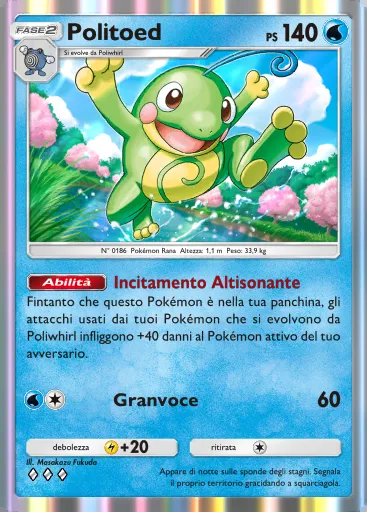 FASE 2
Politoed
PS 140
Si evolve da Poliwhirl
N° 0186 Pokémon Rana Altezza: 1,1 m Peso: 33,9 kg
Abilità Incitamento Altisonante
Fintanto che questo Pokémon è nella tua panchina, gli
attacchi usati dai tuoi Pokémon che si evolvono da
Poliwhirl infliggono +40 danni al Pokémon attivo del tuo
avversario.
Granvoce 60
debolezza +20 ritirata
Ill. Masakazu Fukuda
Appare di notte sulle sponde degli stagni. Segnala
il proprio territorio gracidando a squarciagola.